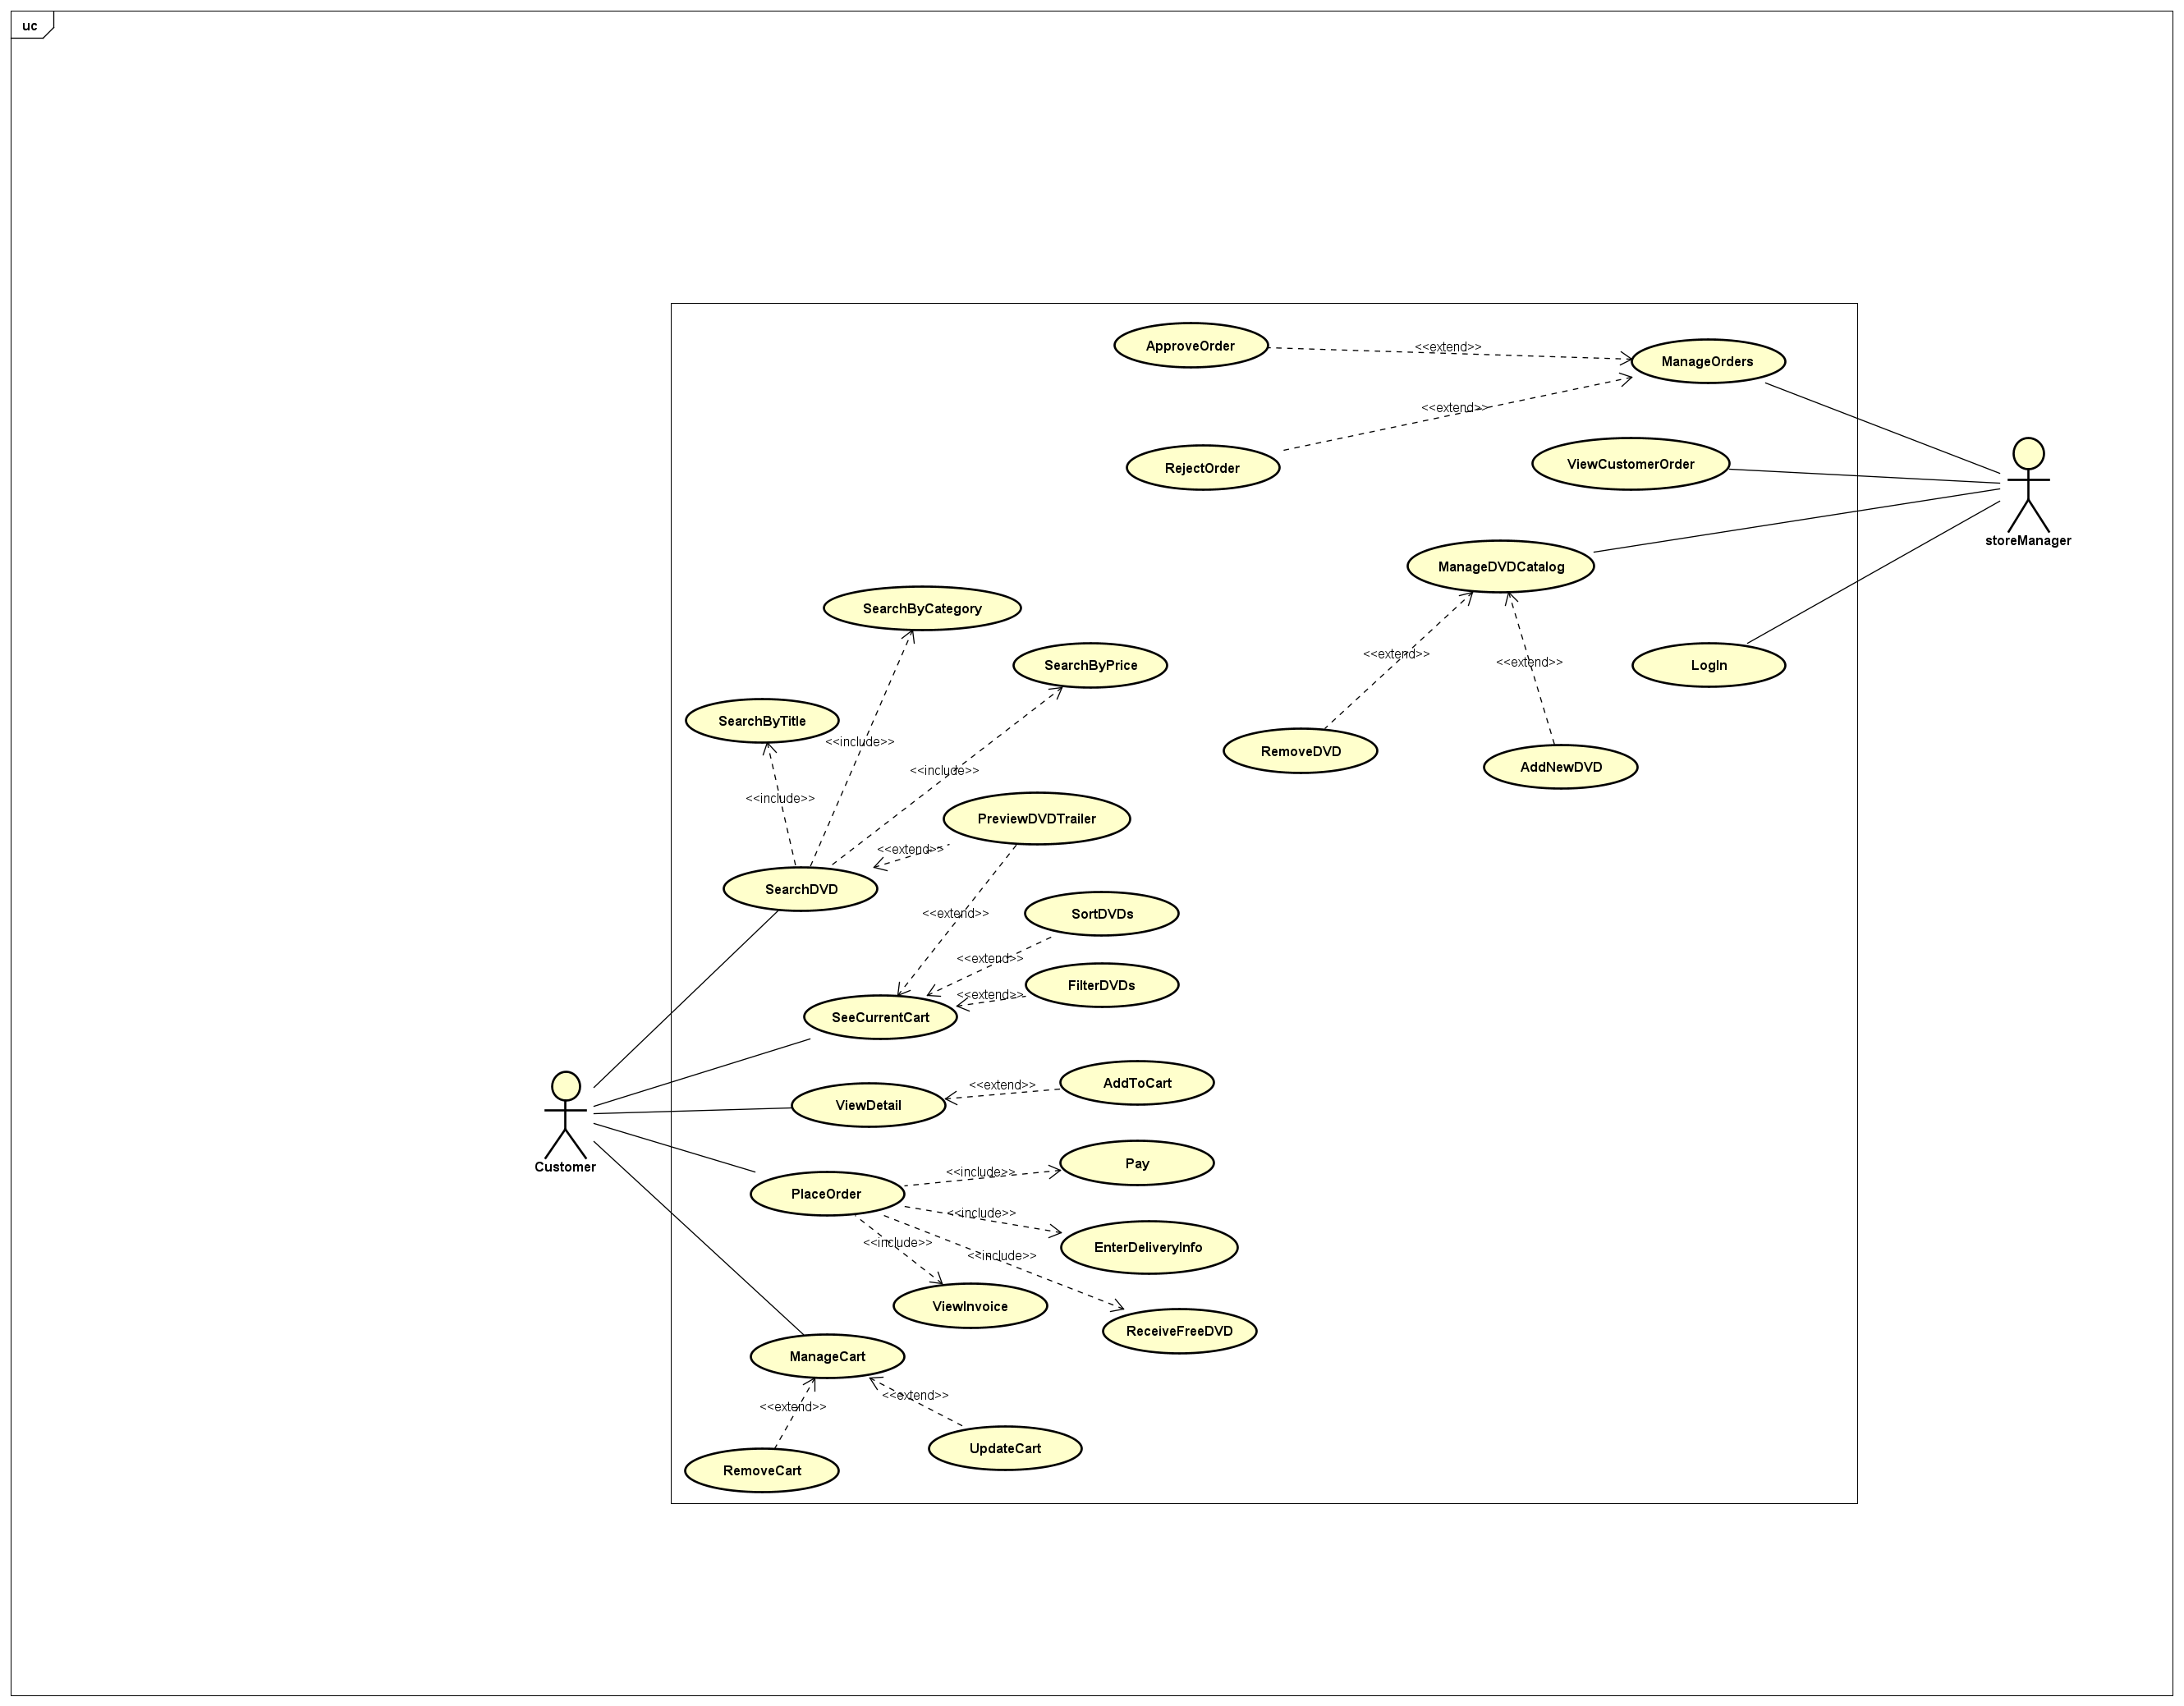 uc
ApproveOrder
<<extend>>
ManageOrders
<<extend>>
RejectOrder
ViewCustomerOrder
storeManager
ManageDVDCatalog
SearchByCategory
<<extend>>
<<extend>>
SearchByPrice
LogIn
SearchByTitle
<<include>>
RemoveDVD
AddNewDVD
<<include>>
<<include>>
PreviewDVDTrailer
<<extend>>
SearchDVD
<<extend>>
SortDVDs
<<extend>>
FilterDVDs
<<extend>>
SeeCurrentCart
<<extend>>
AddToCart
ViewDetail
Customer
<<include>>
Pay
PlaceOrder
<<include>>
<<include>>
EnterDeliveryInfo
<<include>>
ViewInvoice
ReceiveFreeDVD
ManageCart
<<extend>>
<<extend>>
UpdateCart
RemoveCart